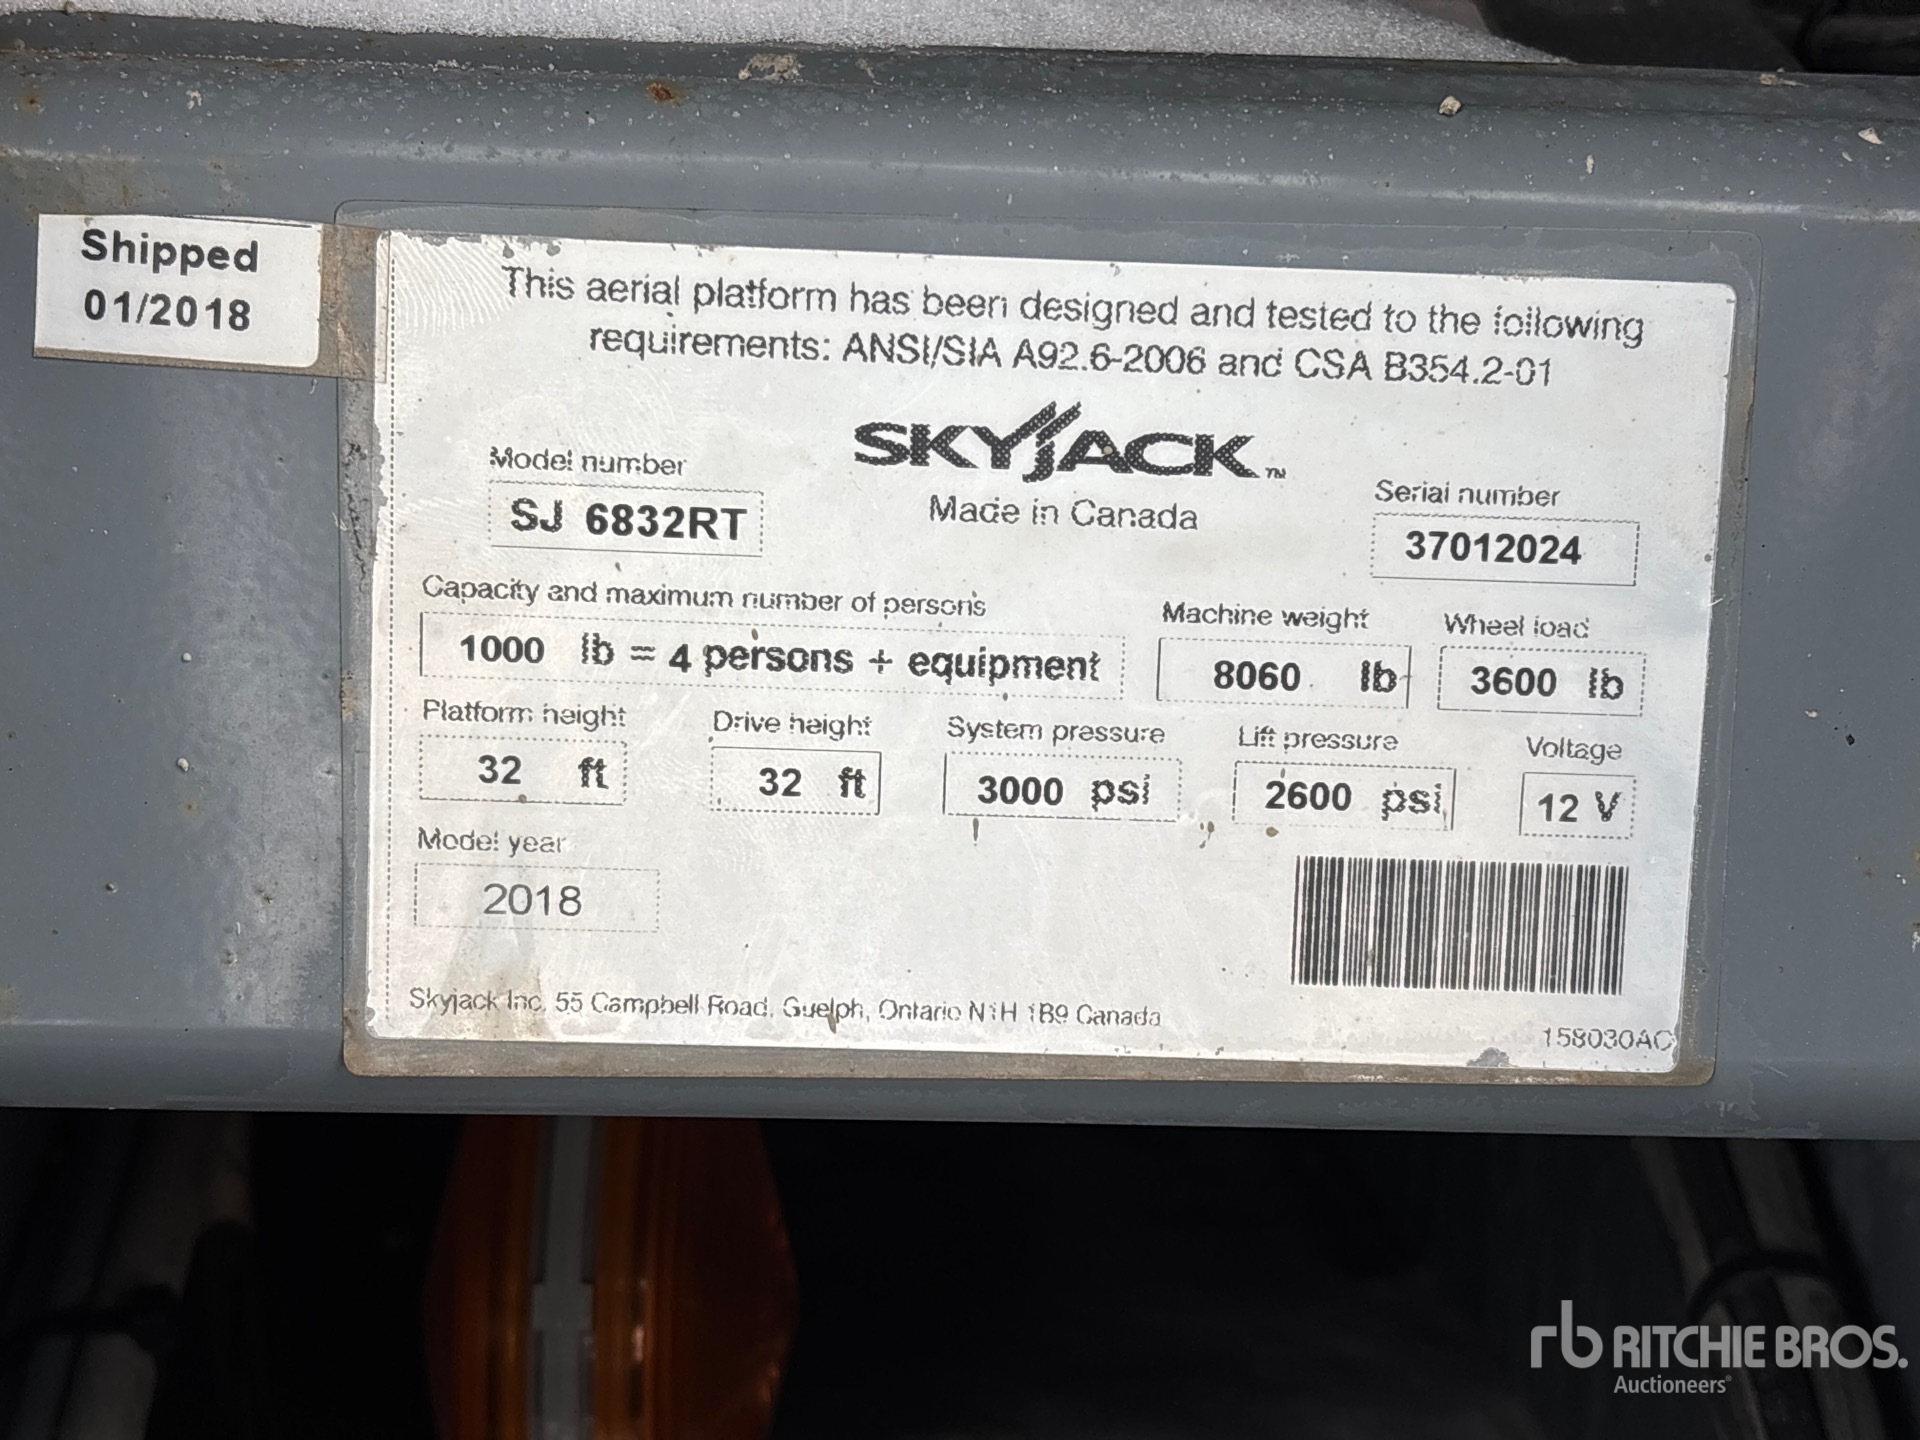 Shipped
01/2018
This aerial platform has been designed and tested to the following
requirements: ANSI/SIA A92.6-2006 and CSA B354.2-01
SKYJACK™
Made in Canada
Model number
SJ 6832RT
Serial number
37012024
Capacity and maximum number of persons
1000 lb = 4 persons + equipment
Machine weight
8060 lb
Wheel load
3600 lb
Platform height
32 ft
Drive height
32 ft
System pressure
3000 psi
Lift pressure
2600 psi
Voltage
12 V
Model year
2018
Skyjack Inc, 55 Campbell Road, Guelph, Ontario N1H 1B9 Canada
158030AC
rb RITCHIE BROS.
Auctioneers®